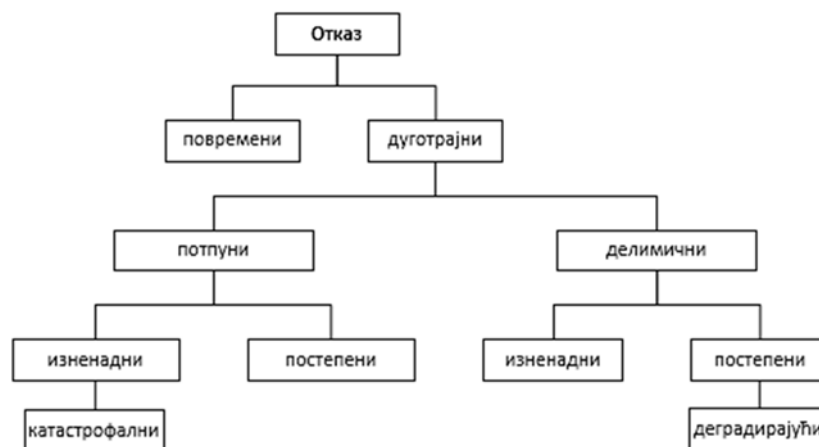 Отказ
повремени
дуготрајни
потпуни
делимични
изненадни
постепени
изненадни
постепени
катастрофални
деградирајући